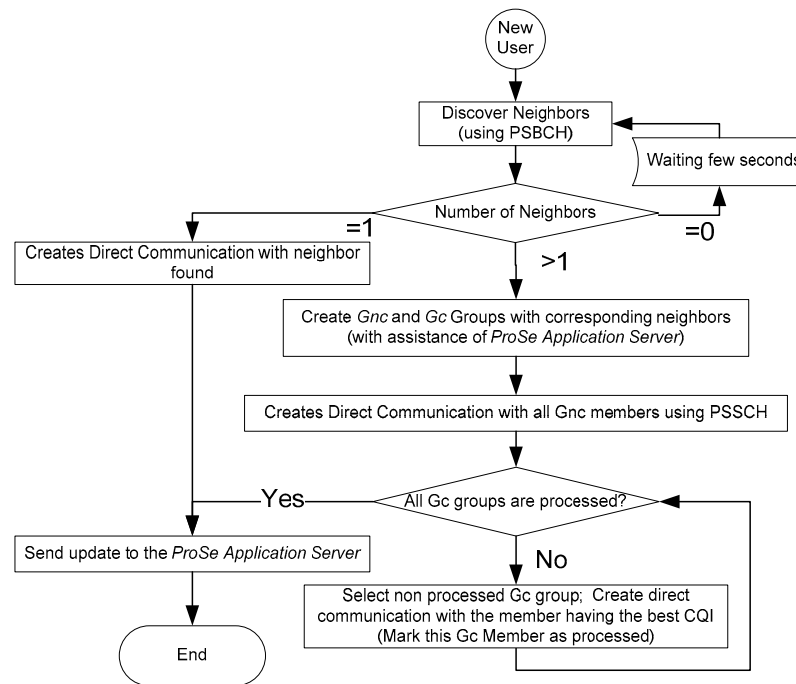 New
User
Discover Neighbors
(using PSBCH)
Waiting few seconds
Number of Neighbors
=1
=0
>1
Creates Direct Communication with neighbor
found
Create Gnc and Gc Groups with corresponding neighbors
(with assistance of ProSe Application Server)
Creates Direct Communication with all Gnc members using PSSCH
All Gc groups are processed?
Yes
No
Send update to the ProSe Application Server
Select non processed Gc group; Create direct
communication with the member having the best CQI
(Mark this Gc Member as processed)
End